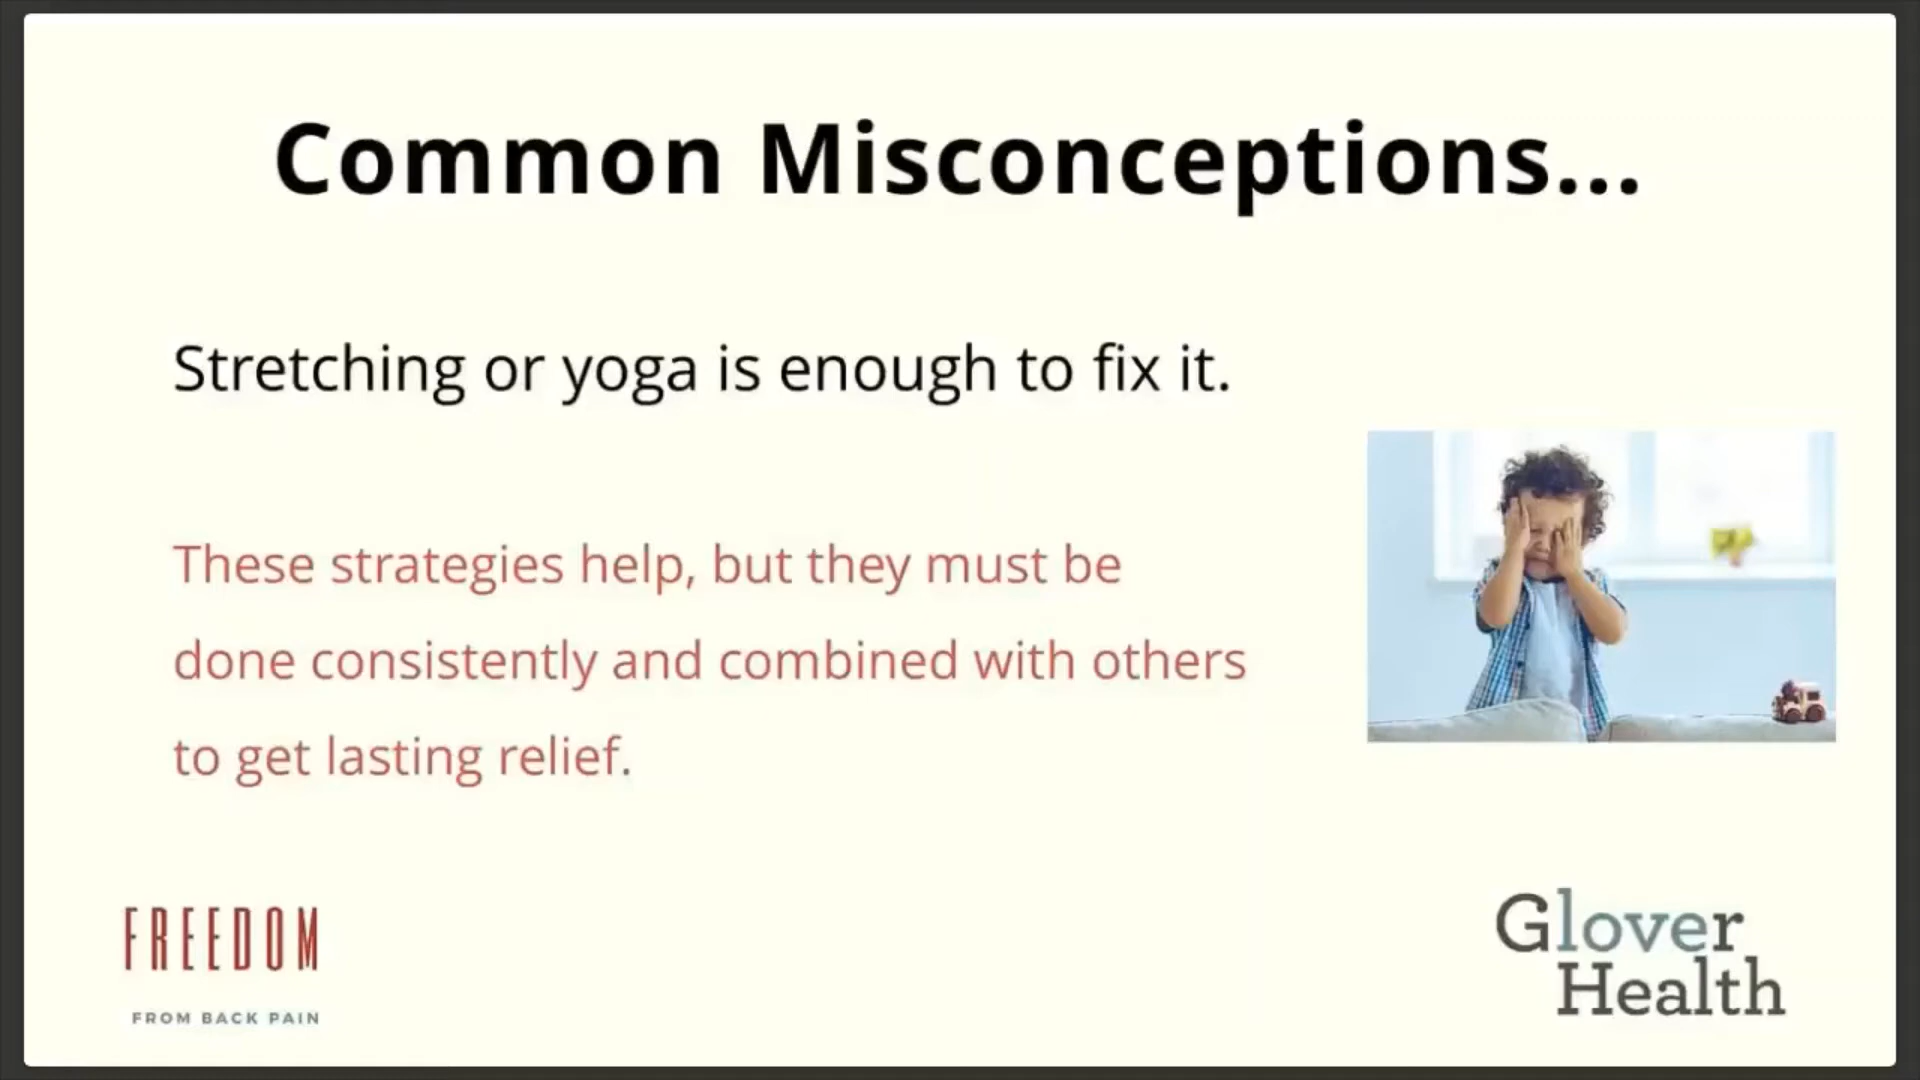 Common Misconceptions...
Stretching or yoga is enough to fix it.
These strategies help, but they must be
done consistently and combined with others
to get lasting relief.
FREEDOM
FROM BACK PAIN
Glover
Health